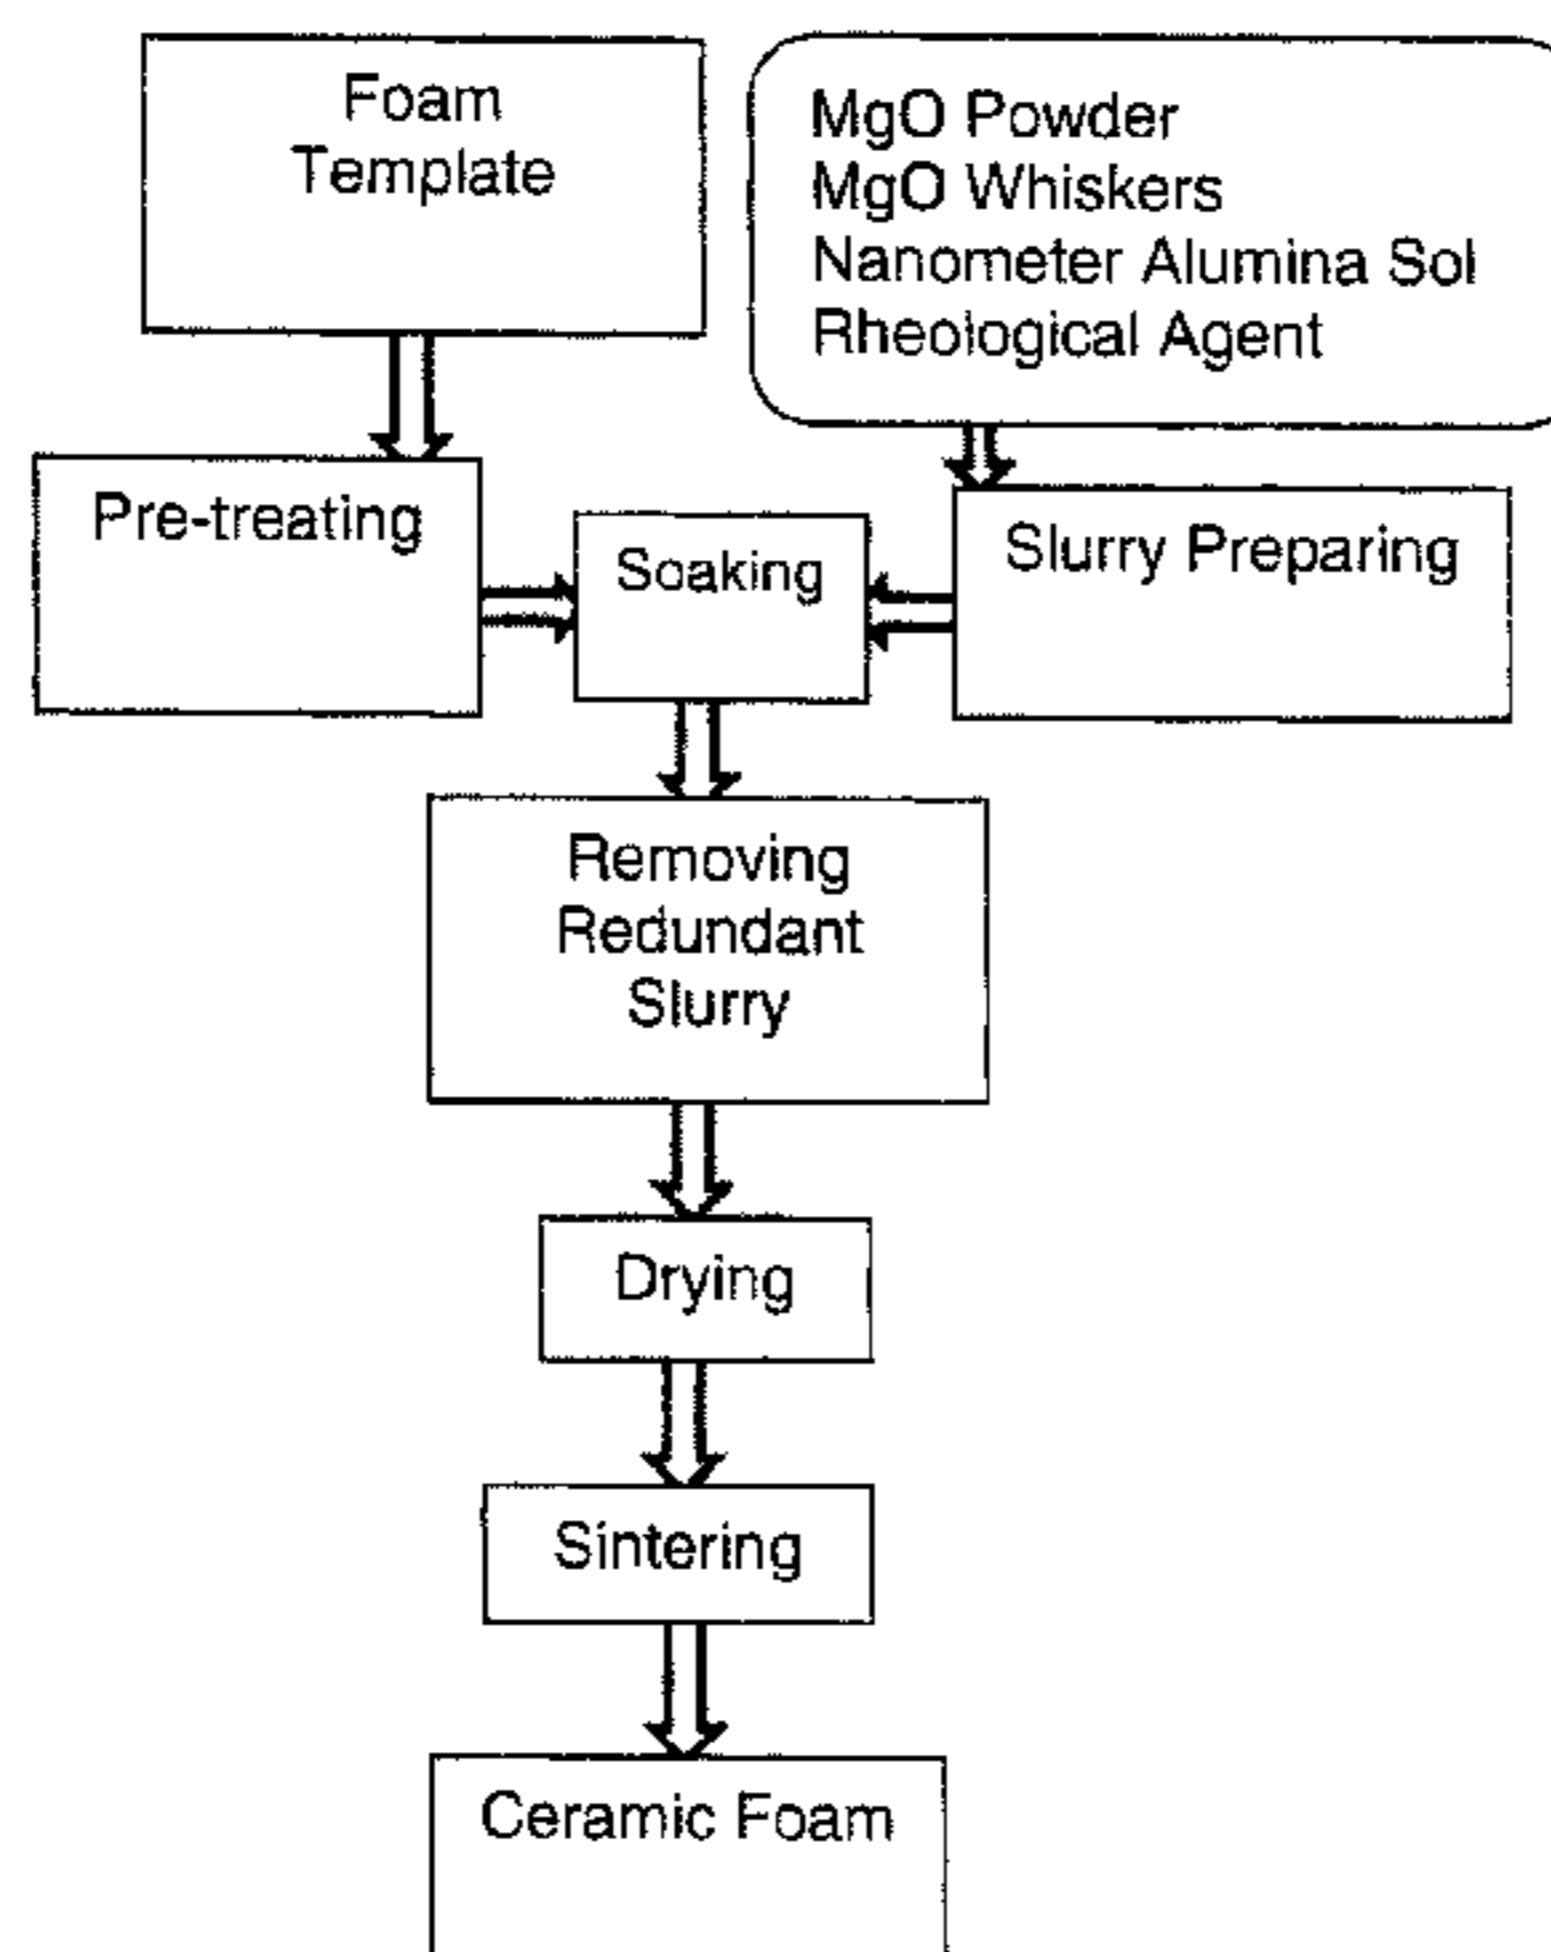 Foam
Template
MgO Powder
MgO Whiskers
Nanometer Alumina Sol
Rheological Agent
Pre-treating
Soaking
Slurry Preparing
Removing
Redundant
Slurry
Drying
Sintering
Ceramic Foam